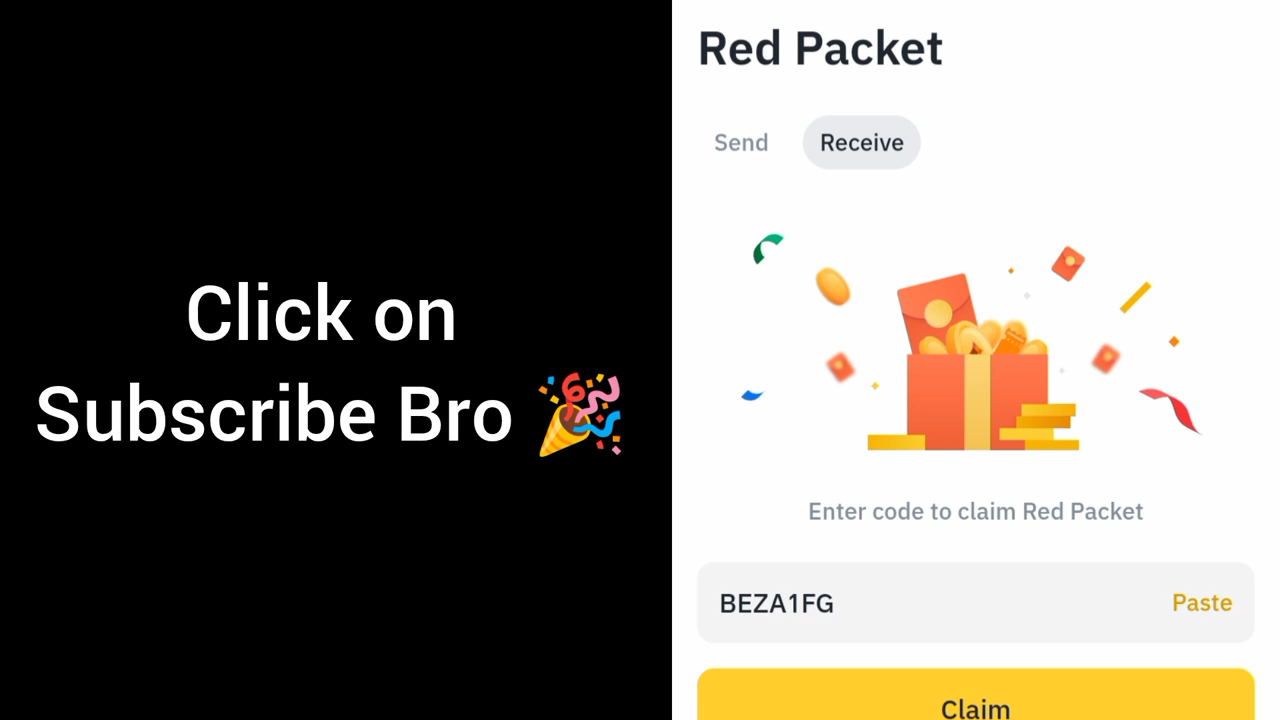 Click on
Subscribe Bro 🎉
Red Packet
Send
Receive
Enter code to claim Red Packet
BEZA1FG
Paste
Claim